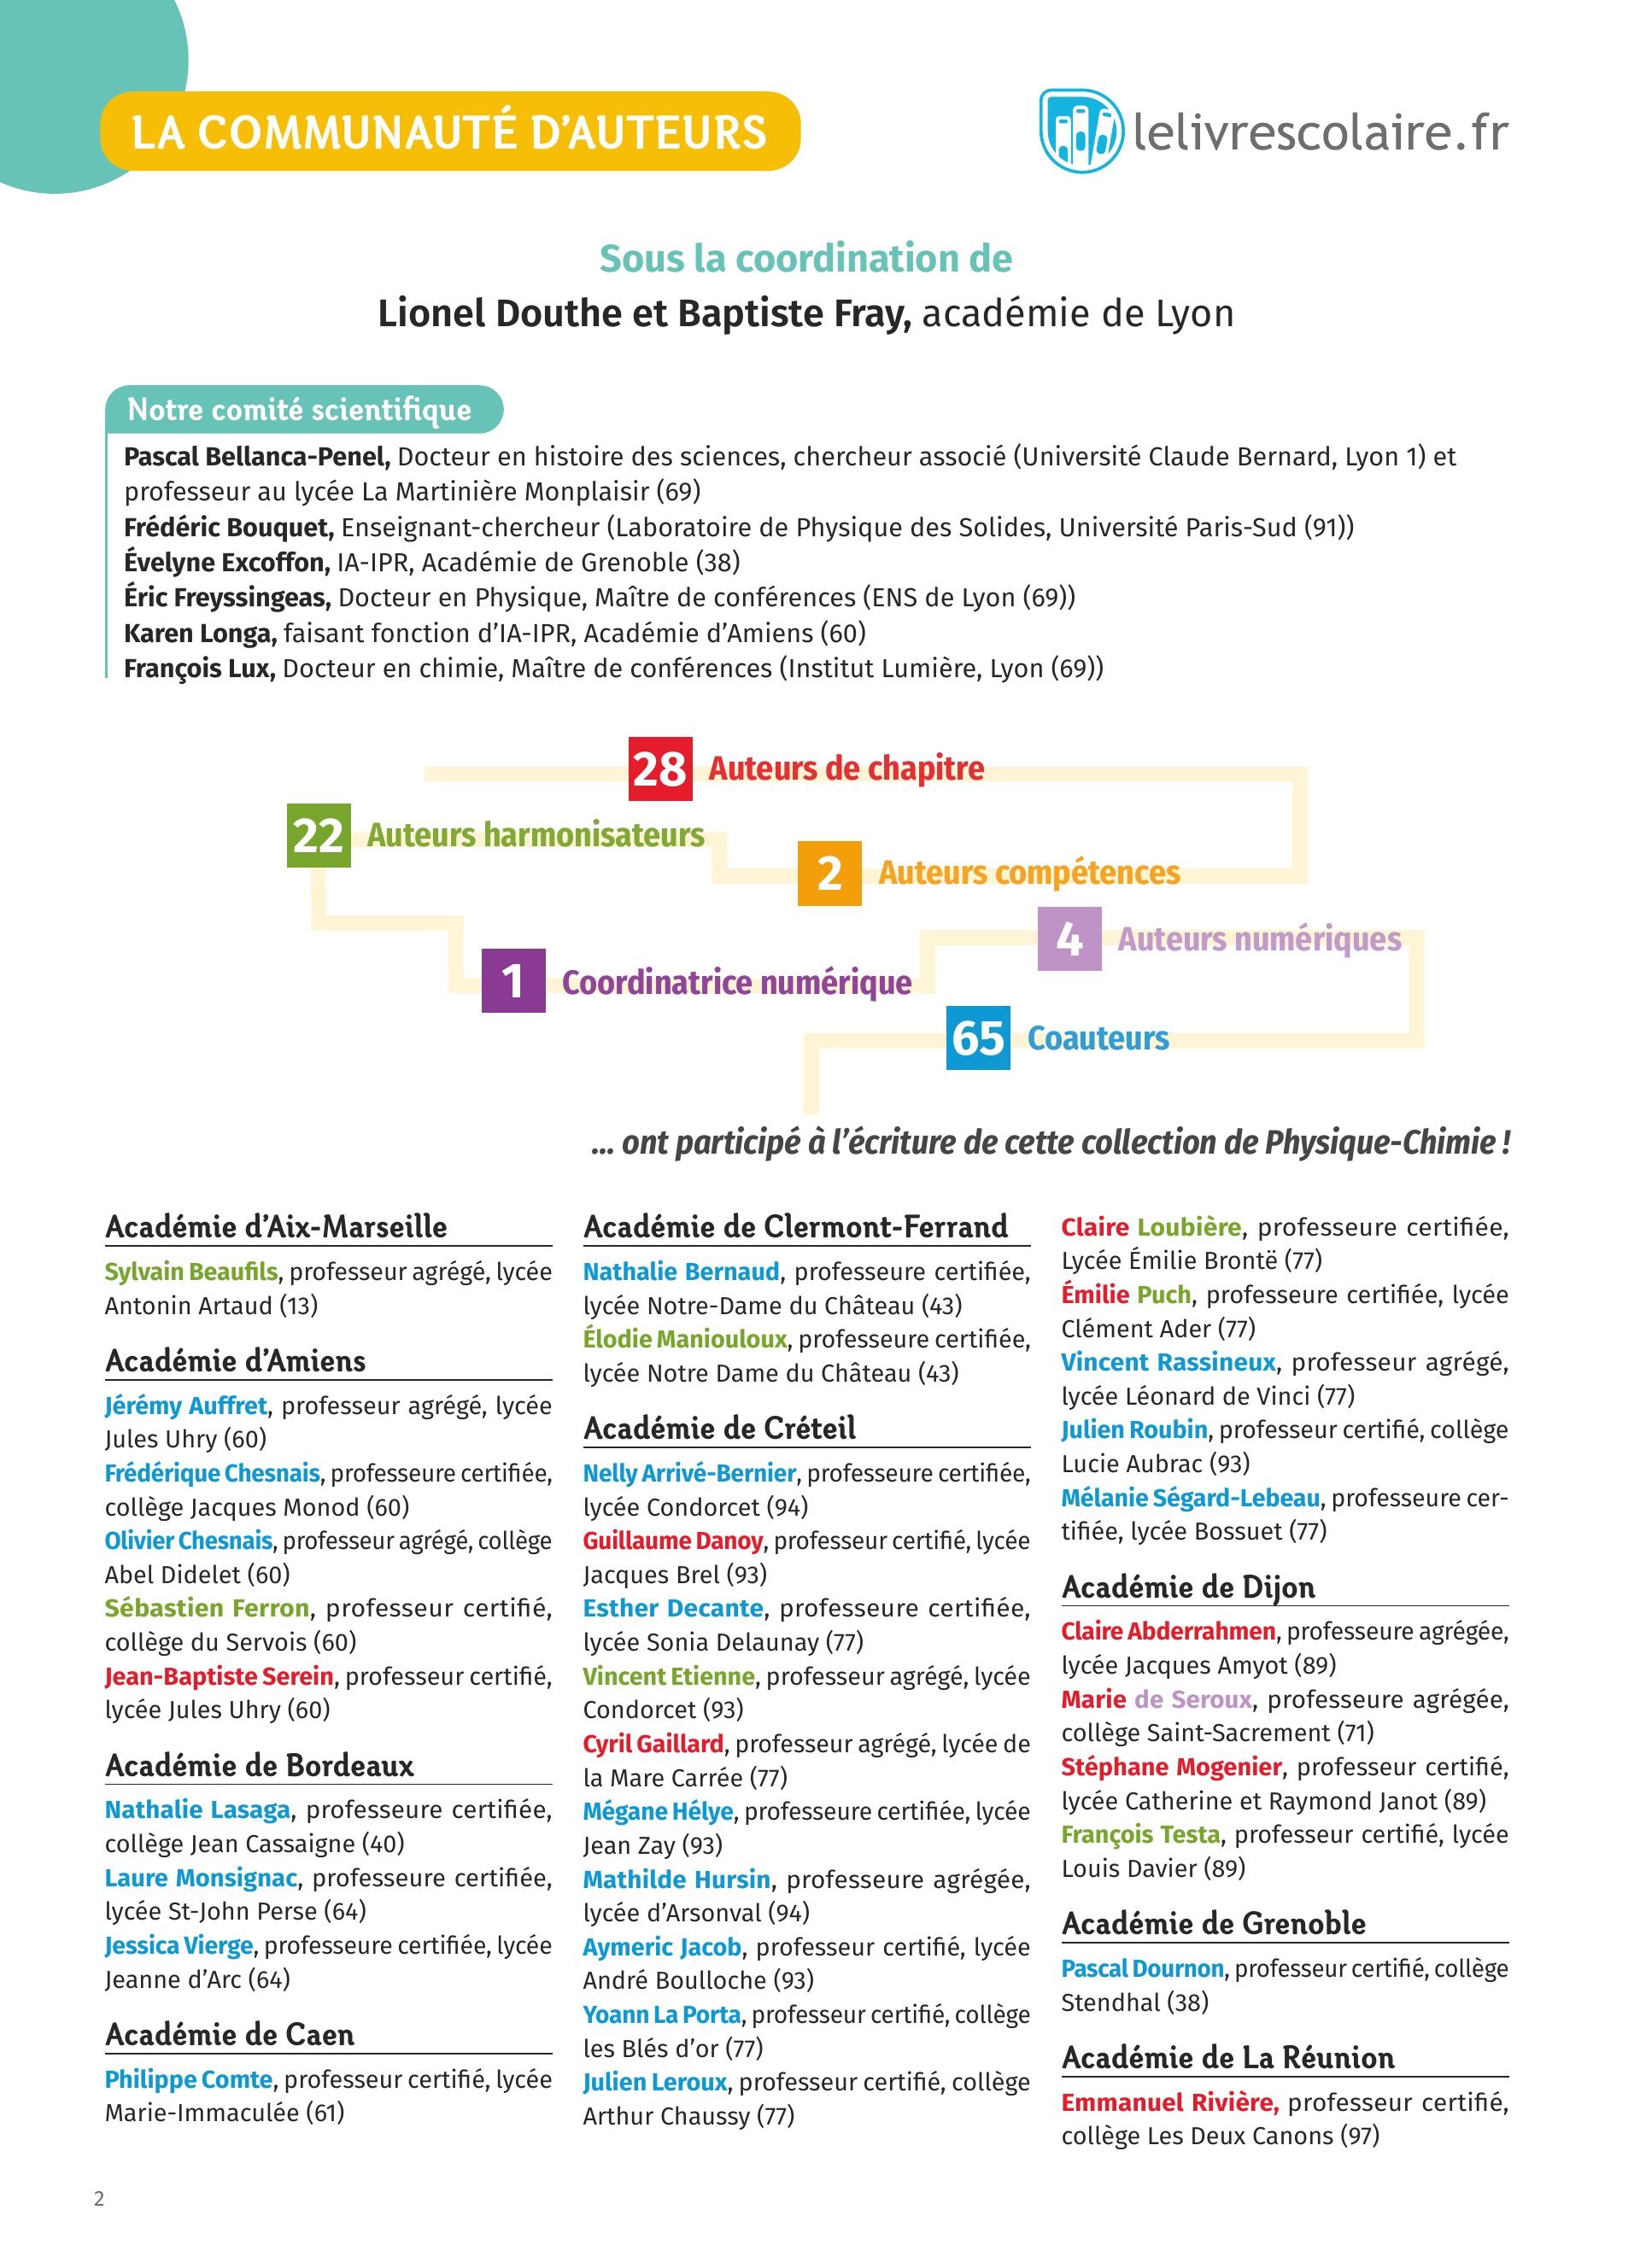 LA COMMUNAUTÉ D'AUTEURS
lelivrescolaire.fr
Sous la coordination de
Lionel Douthe et Baptiste Fray, académie de Lyon
Notre comité scientifique
Pascal Bellanca-Penel, Docteur en histoire des sciences, chercheur associé (Université Claude Bernard, Lyon 1) et
professeur au lycée La Martinière Monplaisir (69)
Frédéric Bouquet, Enseignant-chercheur (Laboratoire de Physique des Solides, Université Paris-Sud (91))
Évelyne Excoffon, IA-IPR, Académie de Grenoble (38)
Éric Freyssingeas, Docteur en Physique, Maître de conférences (ENS de Lyon (69))
Karen Longa, faisant fonction d'IA-IPR, Académie d'Amiens (60)
François Lux, Docteur en chimie, Maître de conférences (Institut Lumière, Lyon (69))
28 Auteurs de chapitre
22 Auteurs harmonisateurs
2 Auteurs compétences
4 Auteurs numériques
1 Coordinatrice numérique
65 Coauteurs
... ont participé à l'écriture de cette collection de Physique-Chimie !
Académie d'Aix-Marseille
Sylvain Beaufils, professeur agrégé, lycée
Antonin Artaud (13)
Académie d'Amiens
Jérémy Auffret, professeur agrégé, lycée
Jules Uhry (60)
Frédérique Chesnais, professeure certifiée,
collège Jacques Monod (60)
Olivier Chesnais, professeur agrégé, collège
Abel Didelet (60)
Sébastien Ferron, professeur certifié,
collège du Servois (60)
Jean-Baptiste Serein, professeur certifié,
lycée Jules Uhry (60)
Académie de Bordeaux
Nathalie Lasaga, professeure certifiée,
collège Jean Cassaigne (40)
Laure Monsignac, professeure certifiée,
lycée St-John Perse (64)
Jessica Vierge, professeure certifiée, lycée
Jeanne d'Arc (64)
Académie de Caen
Philippe Comte, professeur certifié, lycée
Marie-Immaculée (61)
Académie de Clermont-Ferrand
Nathalie Bernaud, professeure certifiée,
lycée Notre-Dame du Château (43)
Élodie Maniouloux, professeure certifiée,
lycée Notre Dame du Château (43)
Académie de Créteil
Nelly Arrivé-Bernier, professeure certifiée,
lycée Condorcet (94)
Guillaume Danoy, professeur certifié, lycée
Jacques Brel (93)
Esther Decante, professeure certifiée,
lycée Sonia Delaunay (77)
Vincent Etienne, professeur agrégé, lycée
Condorcet (93)
Cyril Gaillard, professeur agrégé, lycée de
la Mare Carrée (77)
Mégane Hélye, professeure certifiée, lycée
Jean Zay (93)
Mathilde Hursin, professeure agrégée,
lycée d'Arsonval (94)
Aymeric Jacob, professeur certifié, lycée
André Boulloche (93)
Yoann La Porta, professeur certifié, collège
les Blés d'or (77)
Julien Leroux, professeur certifié, collège
Arthur Chaussy (77)
Claire Loubière, professeure certifiée,
Lycée Émilie Brontë (77)
Émilie Puch, professeure certifiée, lycée
Clément Ader (77)
Vincent Rassineux, professeur agrégé,
lycée Léonard de Vinci (77)
Julien Roubin, professeur certifié, collège
Lucie Aubrac (93)
Mélanie Ségard-Lebeau, professeure cer-
tifiée, lycée Bossuet (77)
Académie de Dijon
Claire Abderrahmen, professeure agrégée,
lycée Jacques Amyot (89)
Marie de Seroux, professeure agrégée,
collège Saint-Sacrement (71)
Stéphane Mogenier, professeur certifié,
lycée Catherine et Raymond Janot (89)
François Testa, professeur certifié, lycée
Louis Davier (89)
Académie de Grenoble
Pascal Dournon, professeur certifié, collège
Stendhal (38)
Académie de La Réunion
Emmanuel Rivière, professeur certifié,
collège Les Deux Canons (97)
2